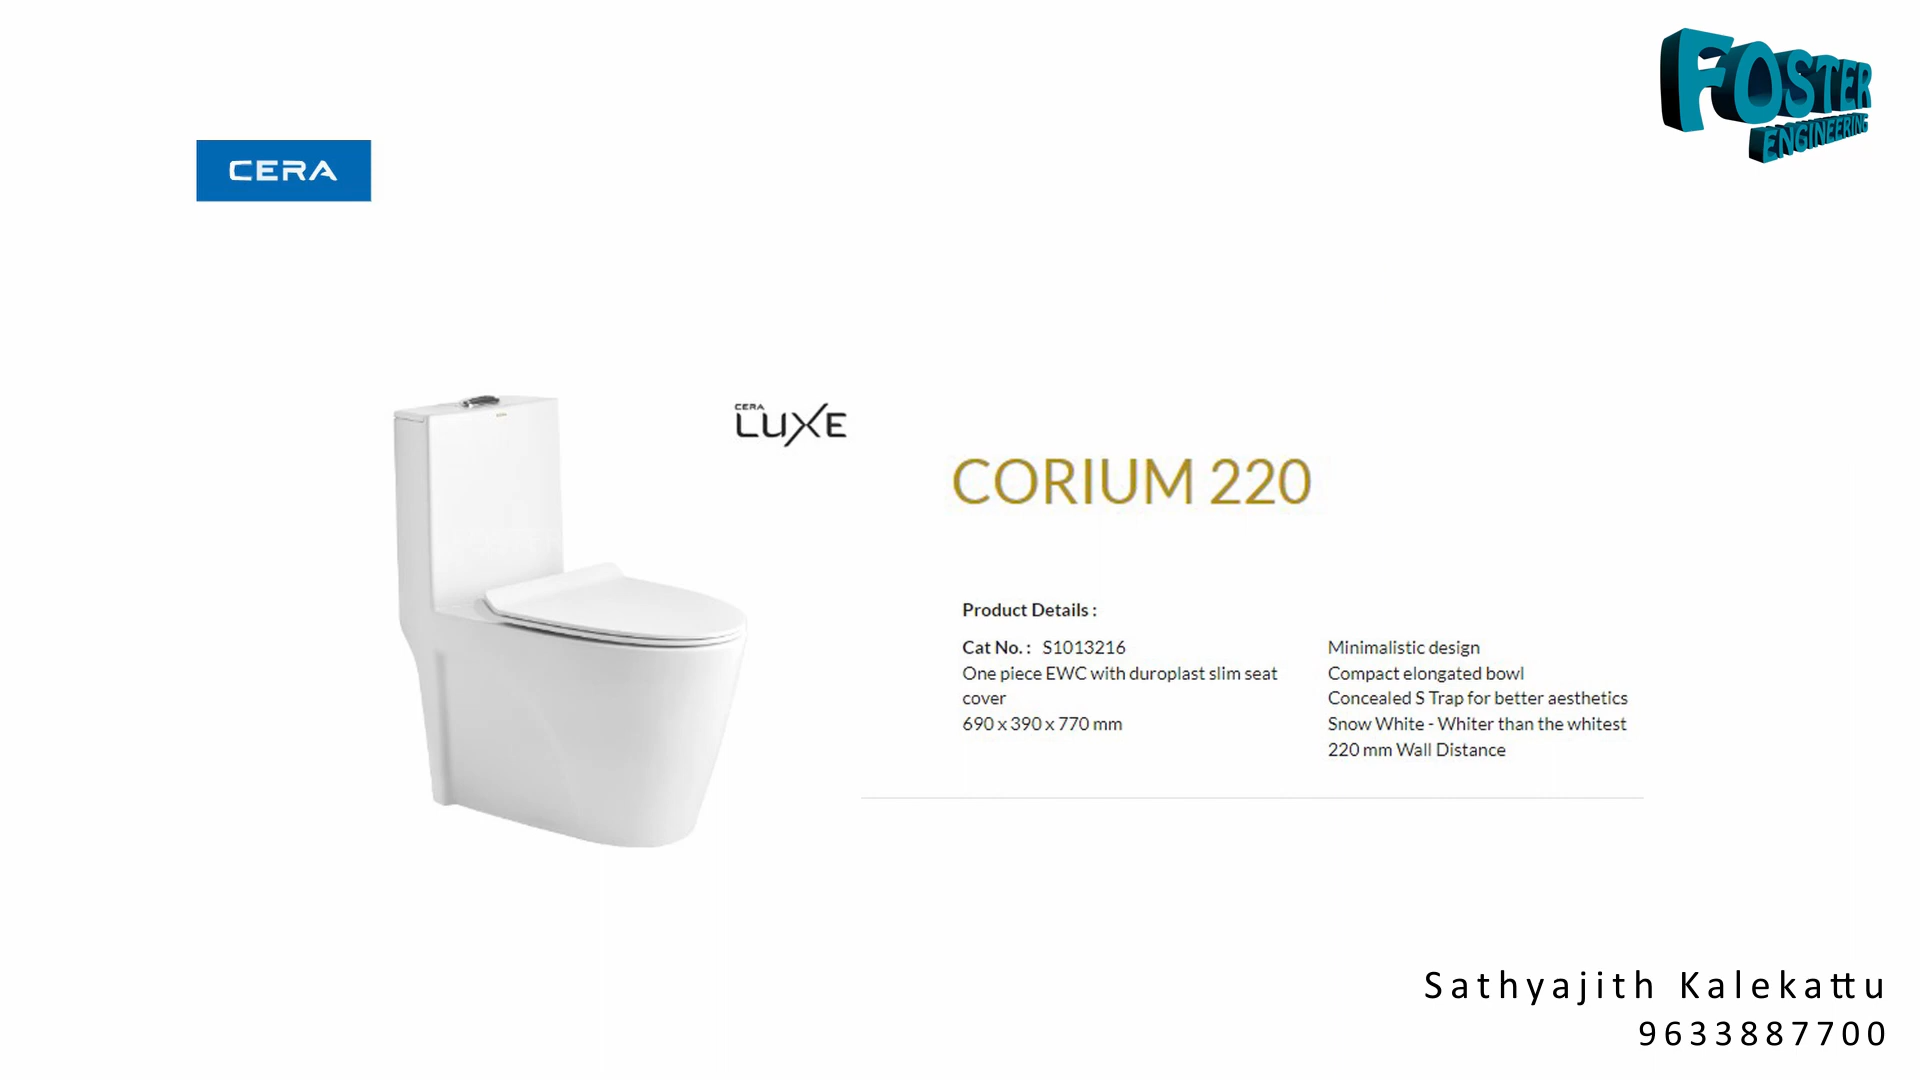 FOSTER
ENGINEERING
CERA
CERA
LUXE
CORIUM 220
Product Details :
Cat No. : S1013216
One piece EWC with duroplast slim seat
cover
690 x 390 x 770 mm
Minimalistic design
Compact elongated bowl
Concealed S Trap for better aesthetics
Snow White - Whiter than the whitest
220 mm Wall Distance
Sathyajith Kalekattu
9633887700